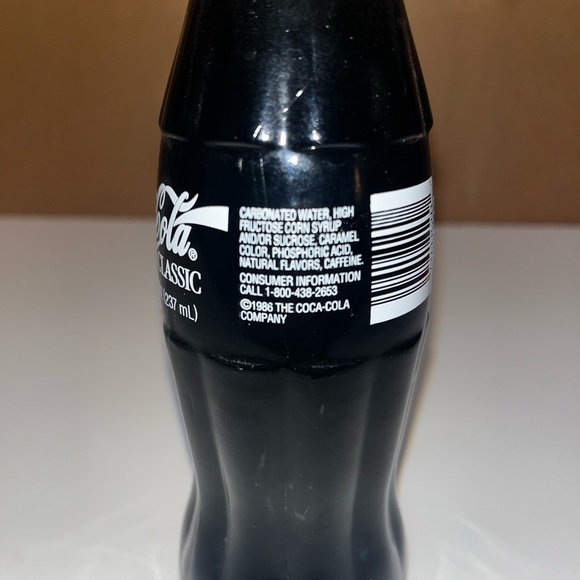 Cola®
CLASSIC
(237 mL)
CARBONATED WATER, HIGH
FRUCTOSE CORN SYRUP
AND/OR SUCROSE, CARAMEL
COLOR, PHOSPHORIC ACID,
NATURAL FLAVORS, CAFFEINE.
CONSUMER INFORMATION
CALL 1-800-438-2653
©1986 THE COCA-COLA
COMPANY